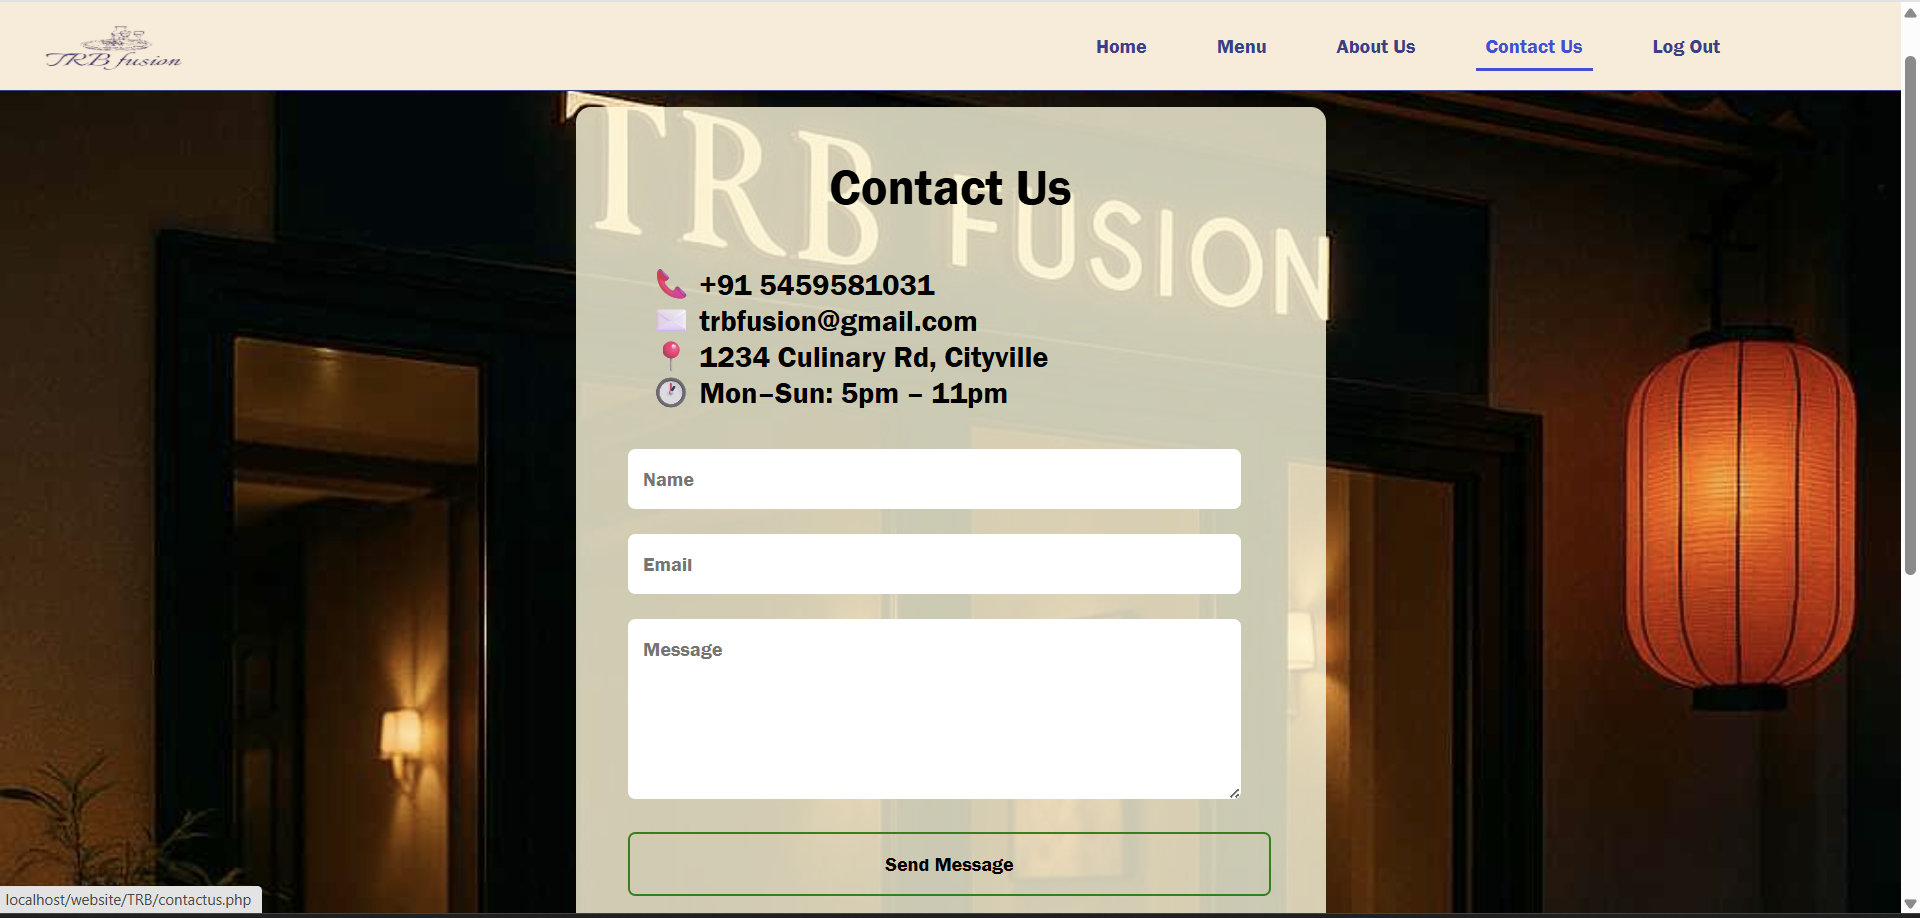 TRB fusion
Home
Menu
About Us
Contact Us
Log Out
TRB FUSION
Contact Us
+91 5459581031
trbfusion@gmail.com
1234 Culinary Rd, Cityville
Mon–Sun: 5pm – 11pm
Name
Email
Message
Send Message
localhost/website/TRB/contactus.php